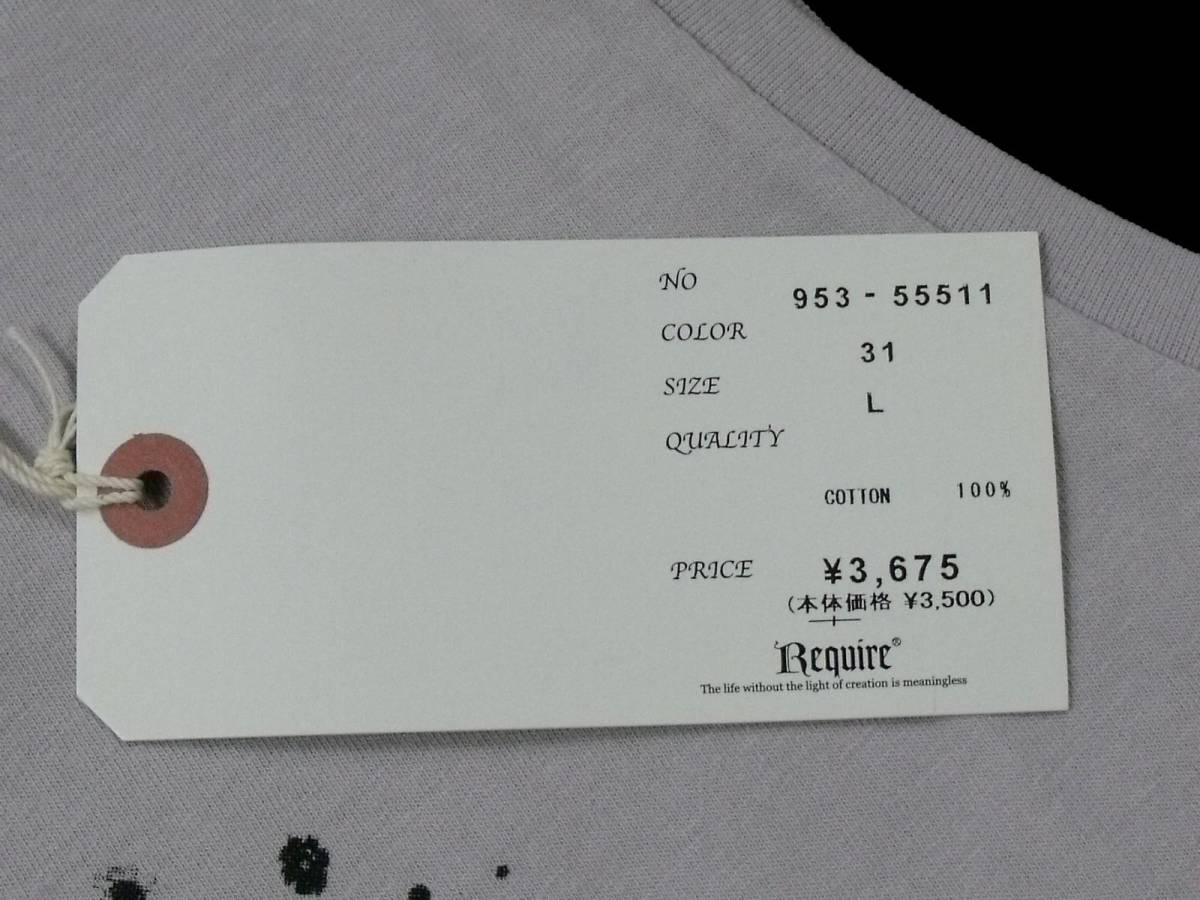 NO 953 - 55511
COLOR 31
SIZE L
QUALITY
COTTON 100%
PRICE ¥3,675
(本体価格 ¥3,500)
Require®
The life without the light of creation is meaningless